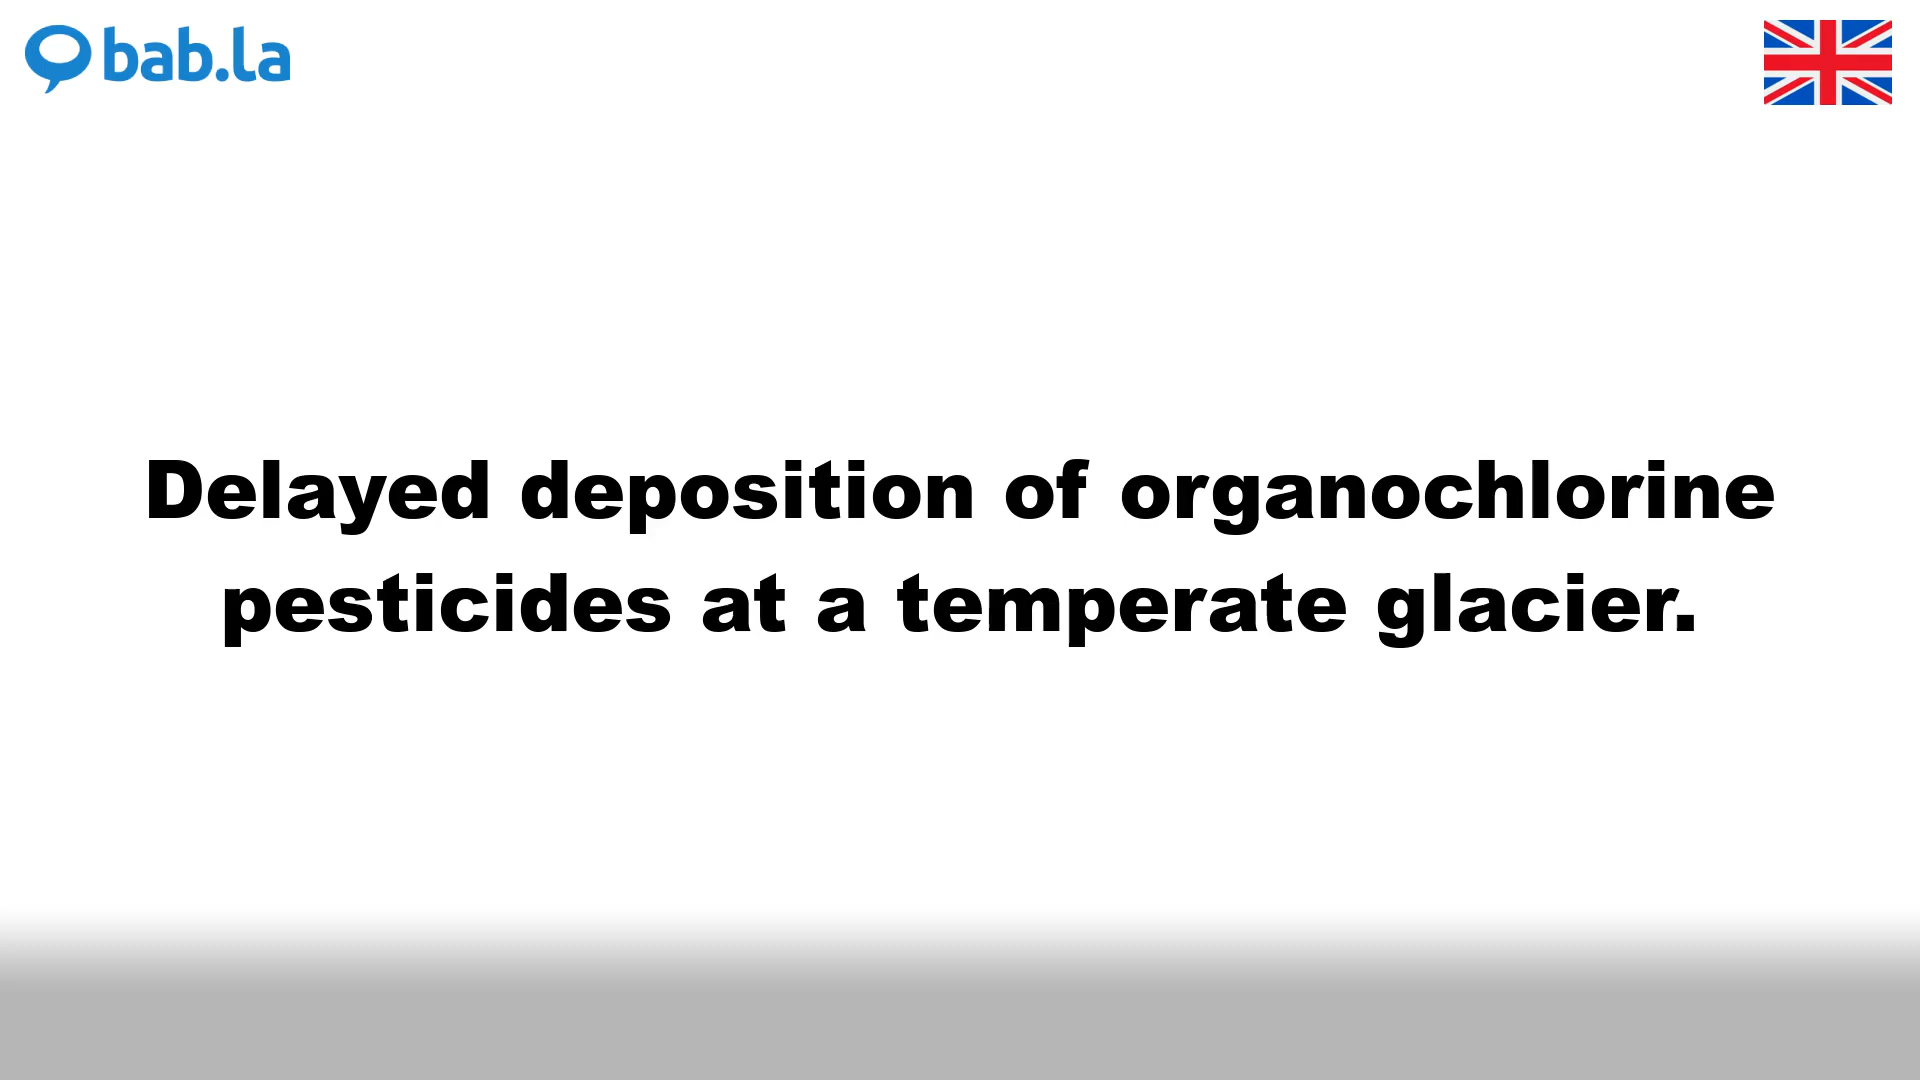 bab.la
Delayed deposition of organochlorine
pesticides at a temperate glacier.